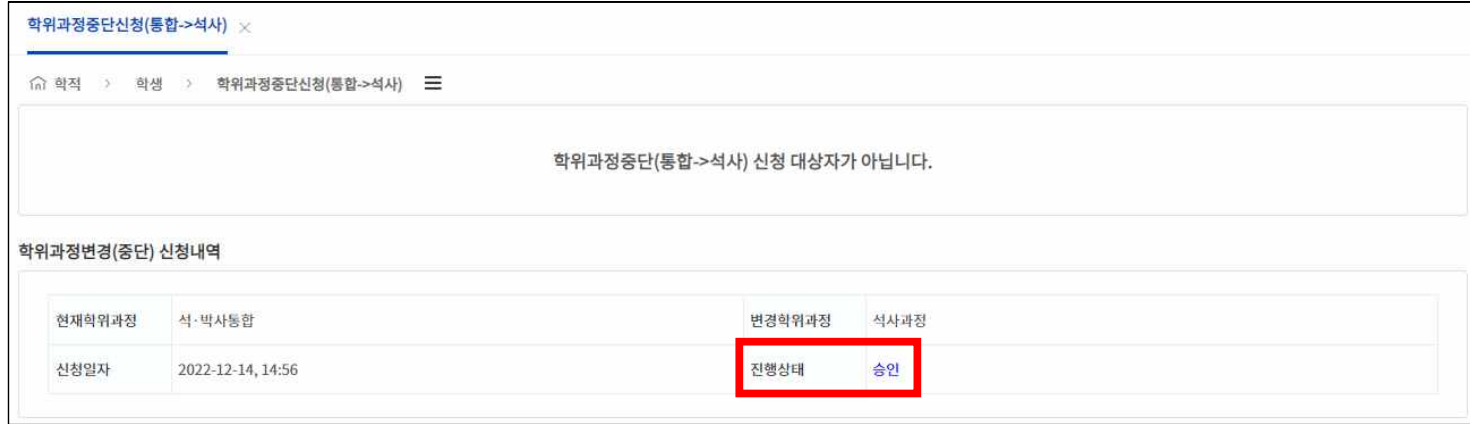 학위과정중단신청(통합->석사)
학적 > 학생 > 학위과정중단신청(통합->석사)
학위과정중단(통합->석사) 신청 대상자가 아닙니다.
학위과정변경(중단) 신청내역
현재학위과정 석·박사통합 변경학위과정 석사과정
신청일자 2022-12-14, 14:56 진행상태 승인